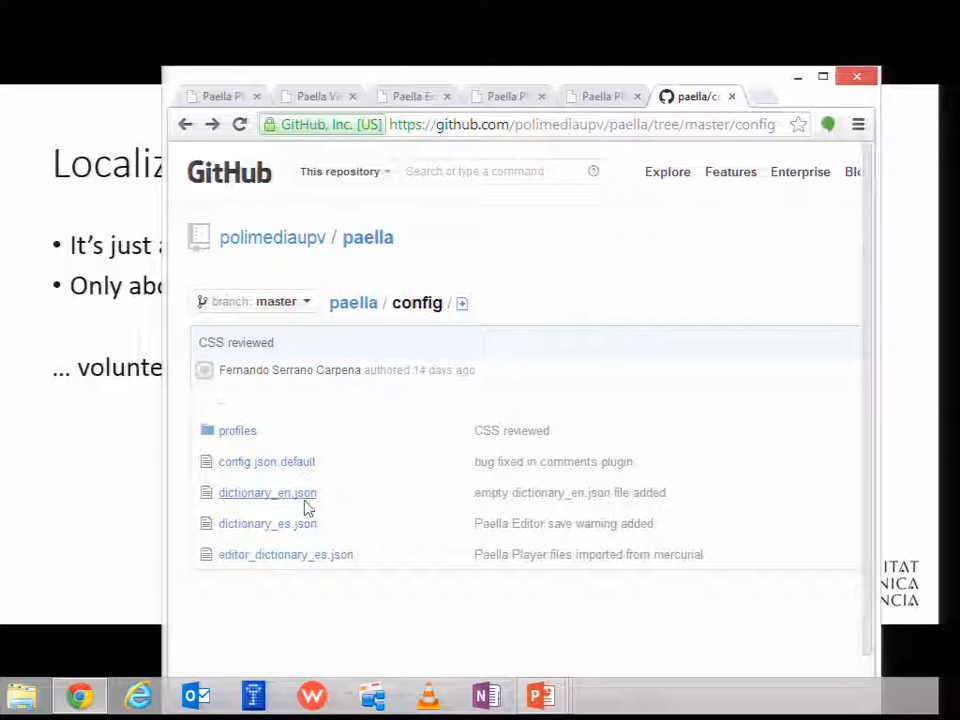 Paella P
Paella Vi
Paella E
Paella P
Paella Pl
paella/c
GitHub, Inc. [US] https://github.com/polimediaupv/paella/tree/master/config
GitHub This repository Search or type a command Explore Features Enterprise Bl
Localiz
polimediaupv / paella
• It's just
• Only abo
branch: master paella / config /
CSS reviewed
… volunte
Fernando Serrano Carpena authored 14 days ago
..
profiles CSS reviewed
config.json.default bug fixed in comments plugin
dictionary_en.json empty dictionary_en.json file added
dictionary_es.json Paella Editor save warning added
editor_dictionary_es.json Paella Player files imported from mercurial
ITAT
NICA
NCIA